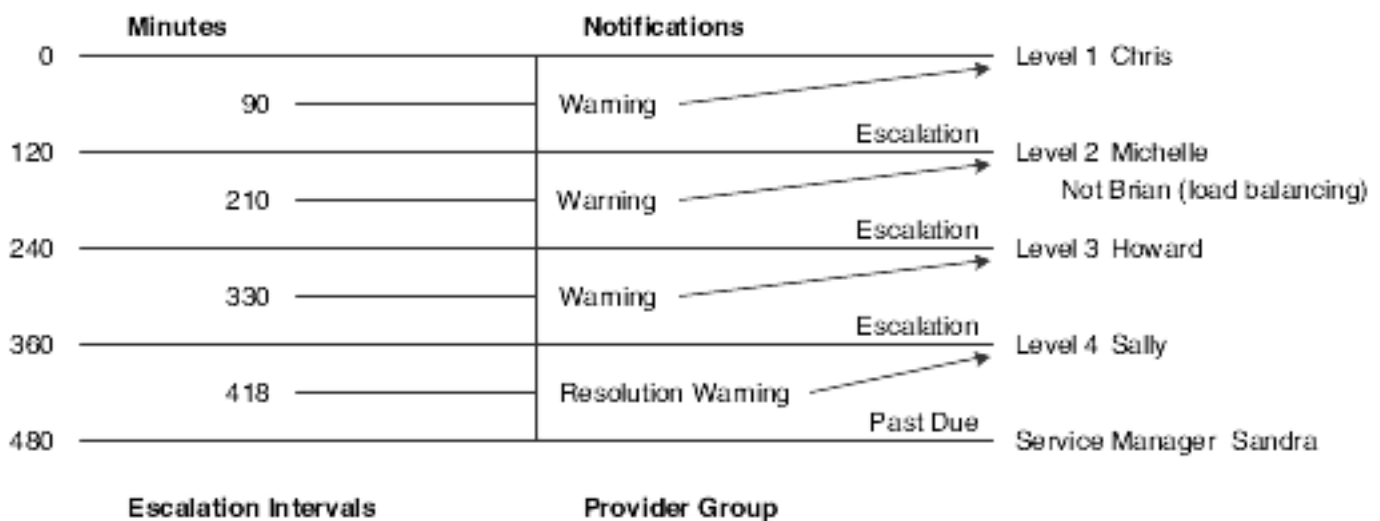 Minutes Notifications
0 Level 1 Chris
90 Warning
Escalation
120 Level 2 Michelle
Not Brian (load balancing)
210 Warning
Escalation
240 Level 3 Howard
330 Warning
Escalation
360 Level 4 Sally
418 Resolution Warning
Past Due
480 Service Manager Sandra
Escalation Intervals Provider Group